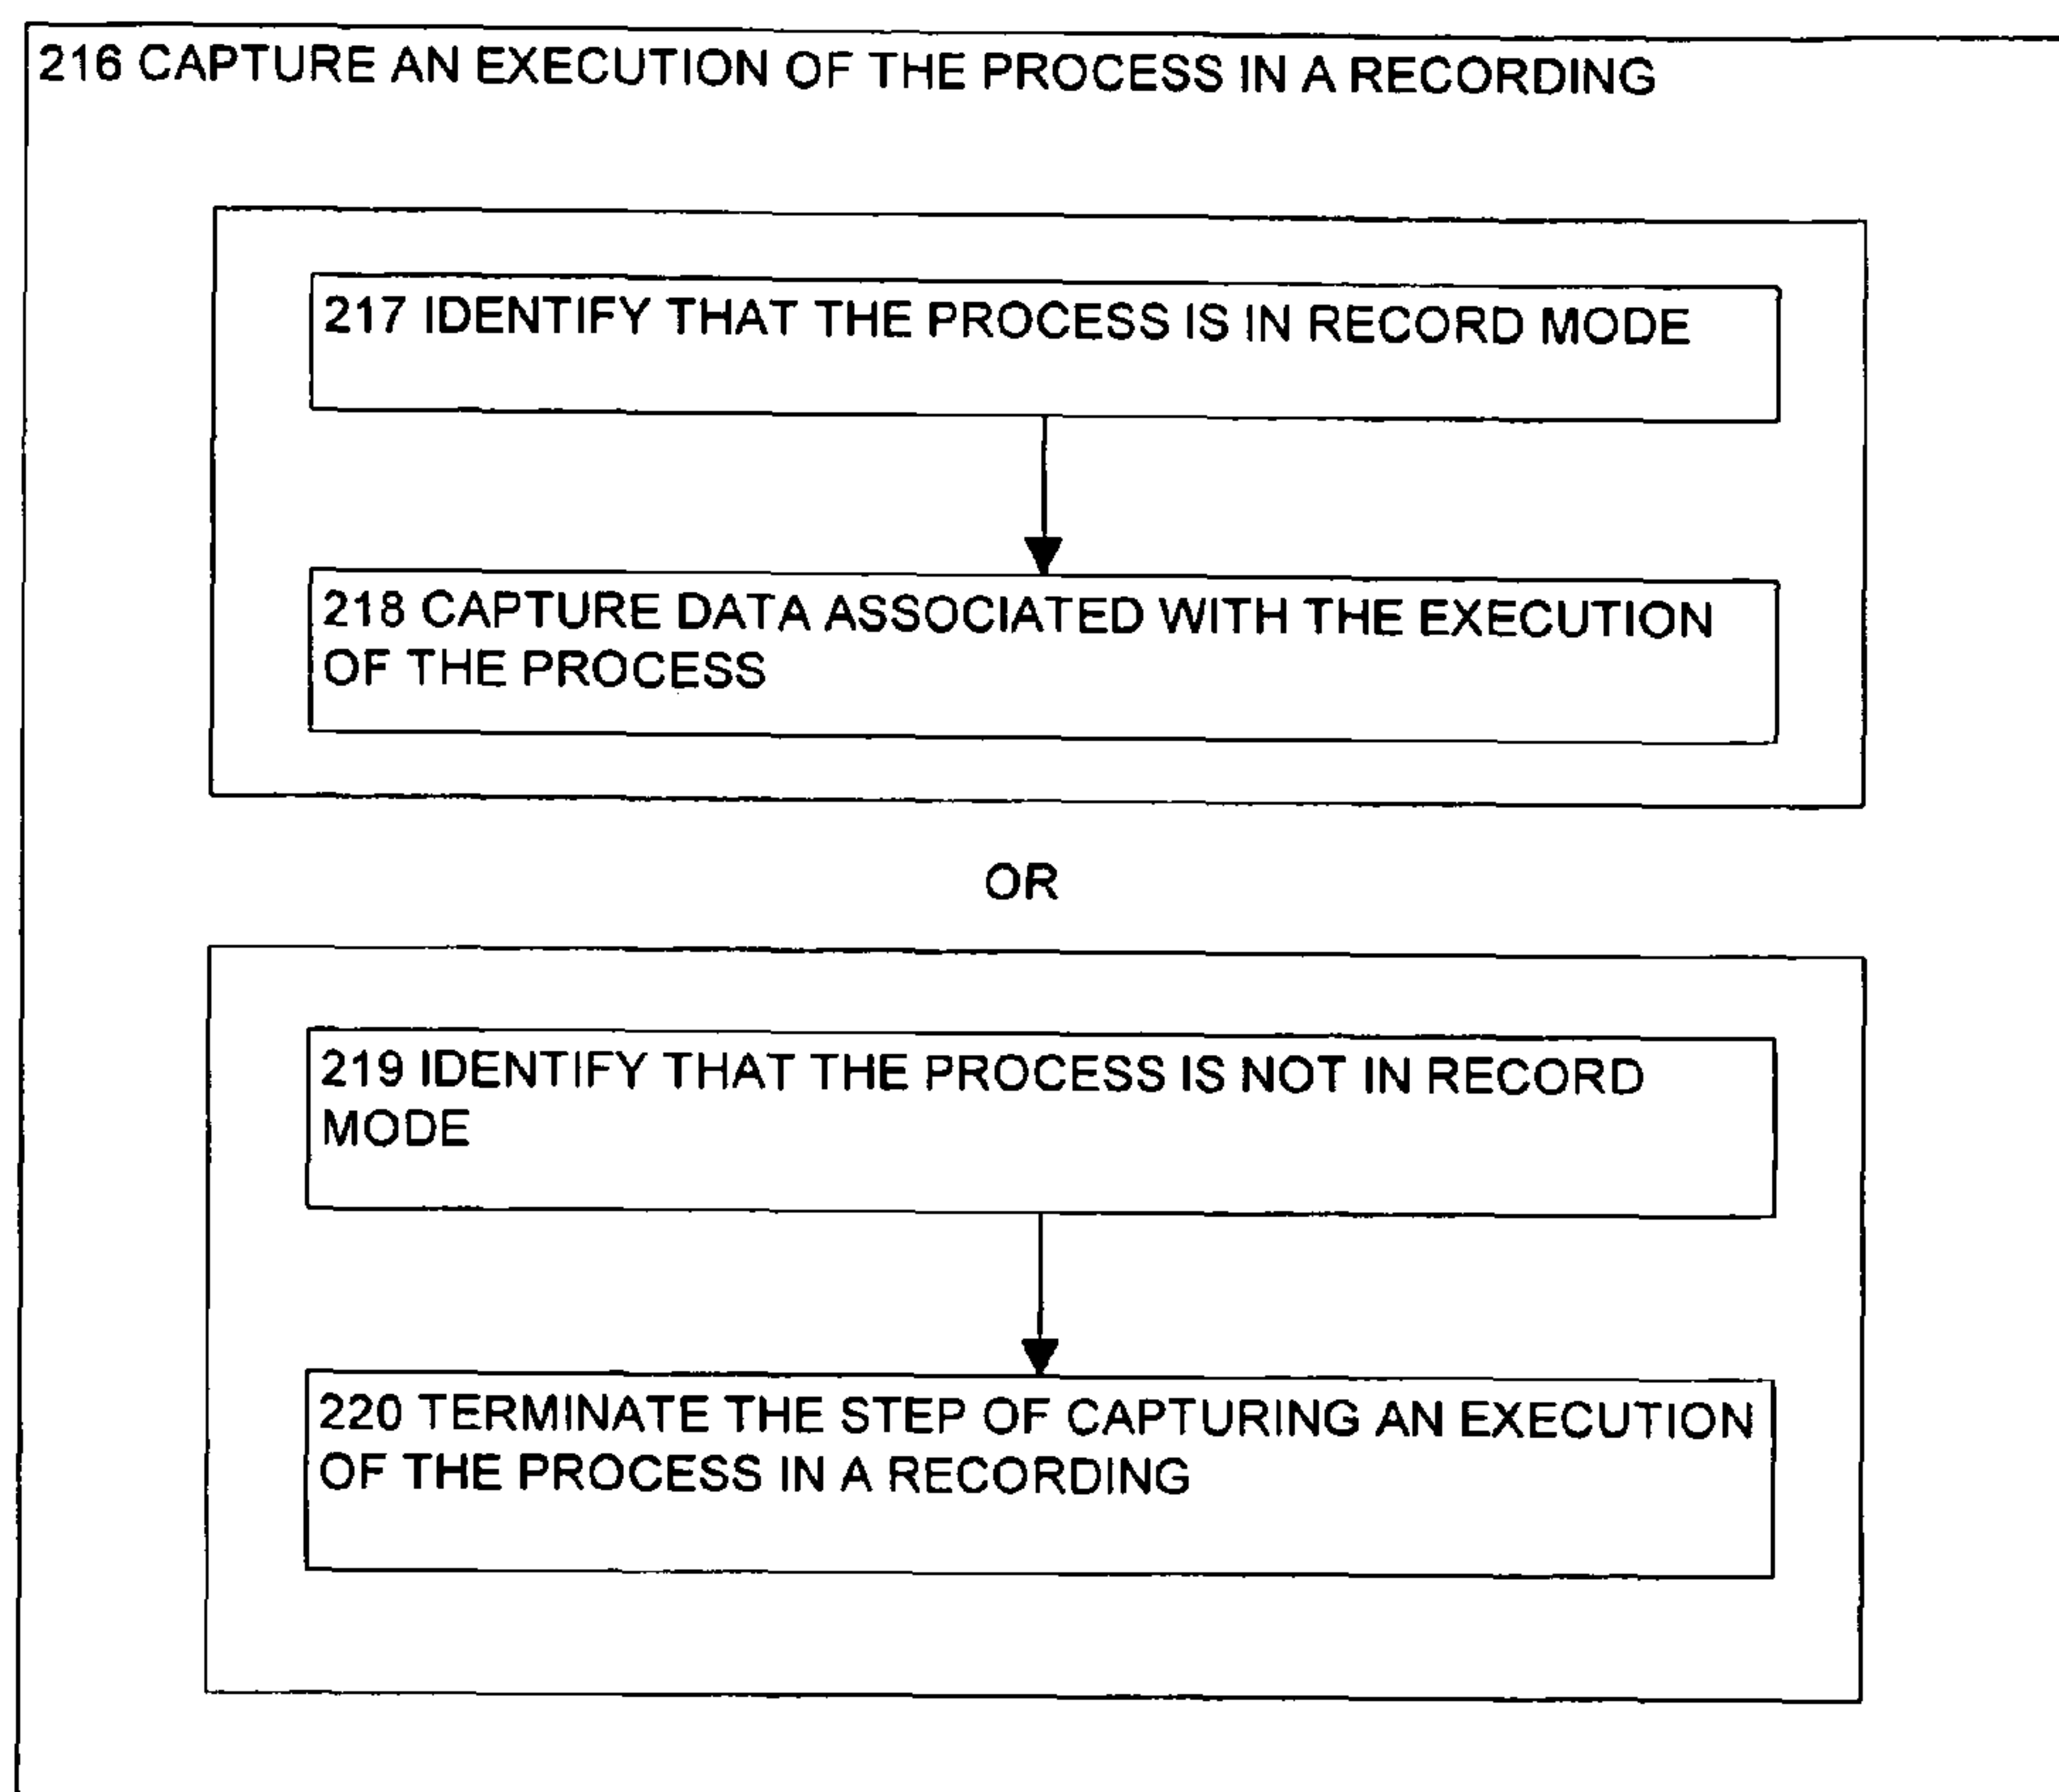 216 CAPTURE AN EXECUTION OF THE PROCESS IN A RECORDING
217 IDENTIFY THAT THE PROCESS IS IN RECORD MODE
218 CAPTURE DATA ASSOCIATED WITH THE EXECUTION
OF THE PROCESS
OR
219 IDENTIFY THAT THE PROCESS IS NOT IN RECORD
MODE
220 TERMINATE THE STEP OF CAPTURING AN EXECUTION
OF THE PROCESS IN A RECORDING